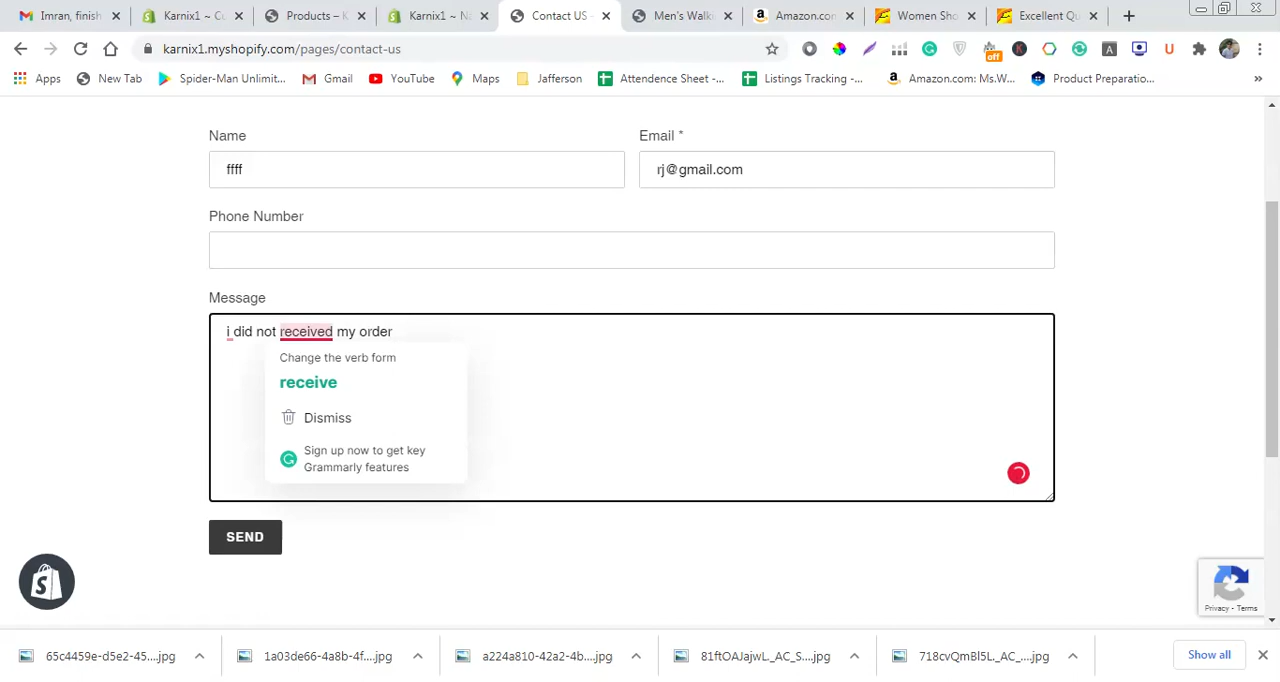 Imran, finish
Karnix1 ~ Cu
Products – K
Karnix1 ~ Na
Contact US -
Men's Walki
Amazon.com
Women Sho
Excellent Qu
karnix1.myshopify.com/pages/contact-us
off
Apps
New Tab
Spider-Man Unlimit...
Gmail
YouTube
Maps
Jafferson
Attendence Sheet -...
Listings Tracking -...
Amazon.com: Ms.W...
Product Preparatio...
»
Name
Email *
ffff
rj@gmail.com
Phone Number
Message
i did not received my order
Change the verb form
receive
Dismiss
Sign up now to get key
Grammarly features
SEND
Privacy - Terms
65c4459e-d5e2-45....jpg
1a03de66-4a8b-4f....jpg
a224a810-42a2-4b....jpg
81ftOAJajwL._AC_S....jpg
718cvQmBl5L._AC_....jpg
Show all